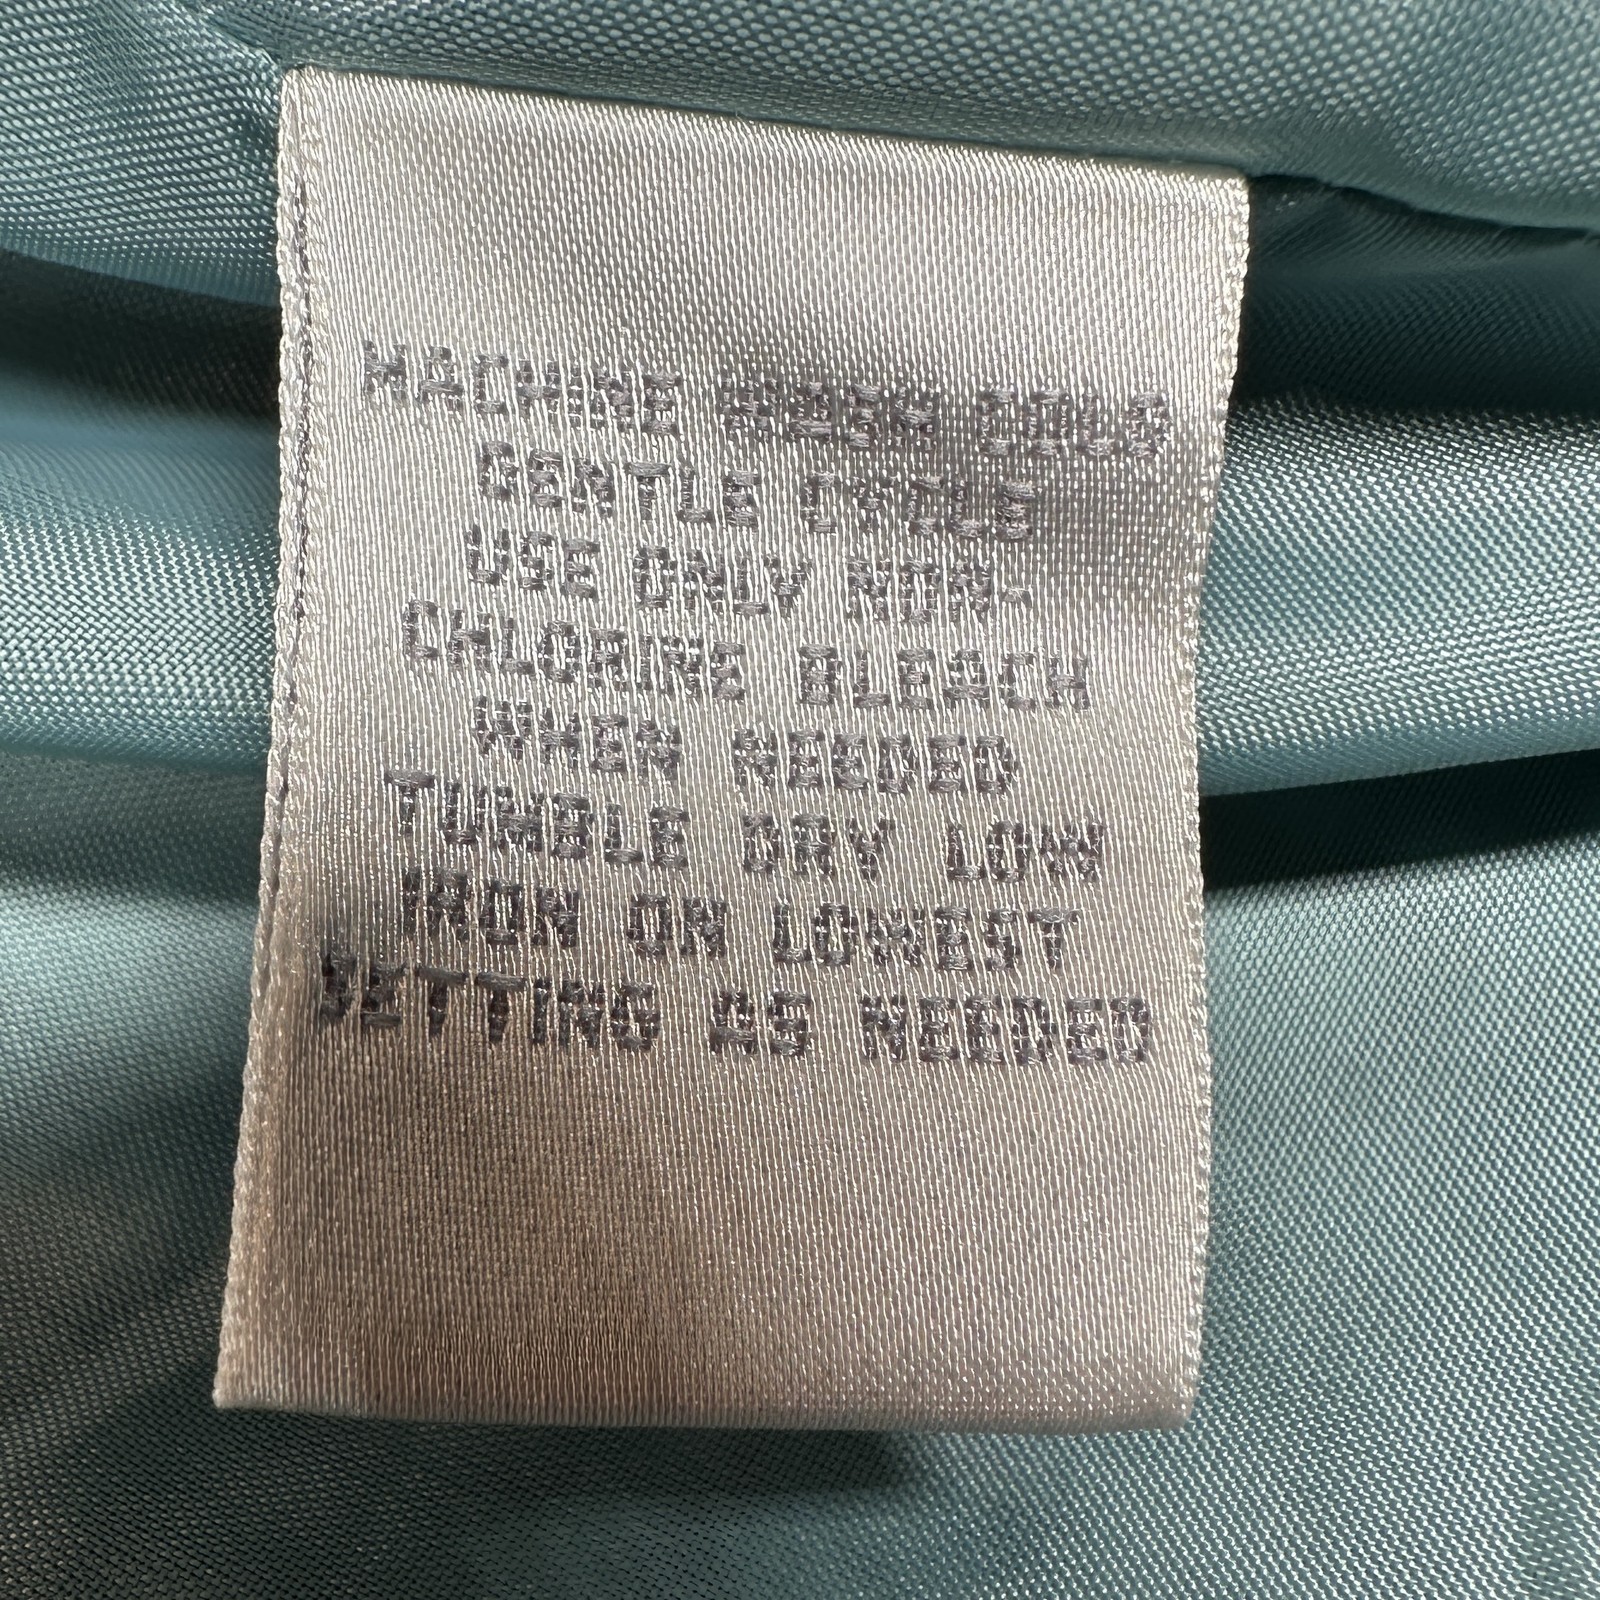 MACHINE WASH COLD
GENTLE CYCLE
USE ONLY NON-
CHLORINE BLEACH
WHEN NEEDED
TUMBLE DRY LOW
IRON ON LOWEST
SETTING AS NEEDED